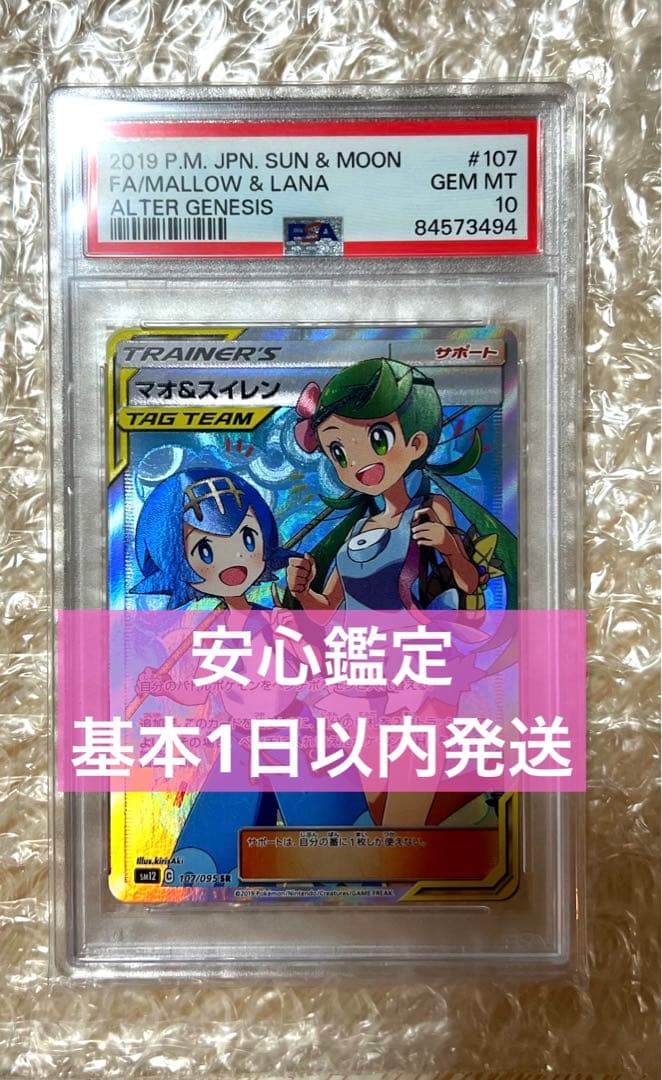 2019 P.M. JPN. SUN & MOON #107
FA/MALLOW & LANA GEM MT
ALTER GENESIS 10
PSA 84573494
TRAINER'S サポート
マオ&スイレン
TAG TEAM
安心鑑定
基本1日以内発送
サポートは、自分の番に1枚しか使えない。
Illus.kirisAki
sm12 C 107/095 SR
©2019 Pokémon/Nintendo/Creatures/GAME FREAK